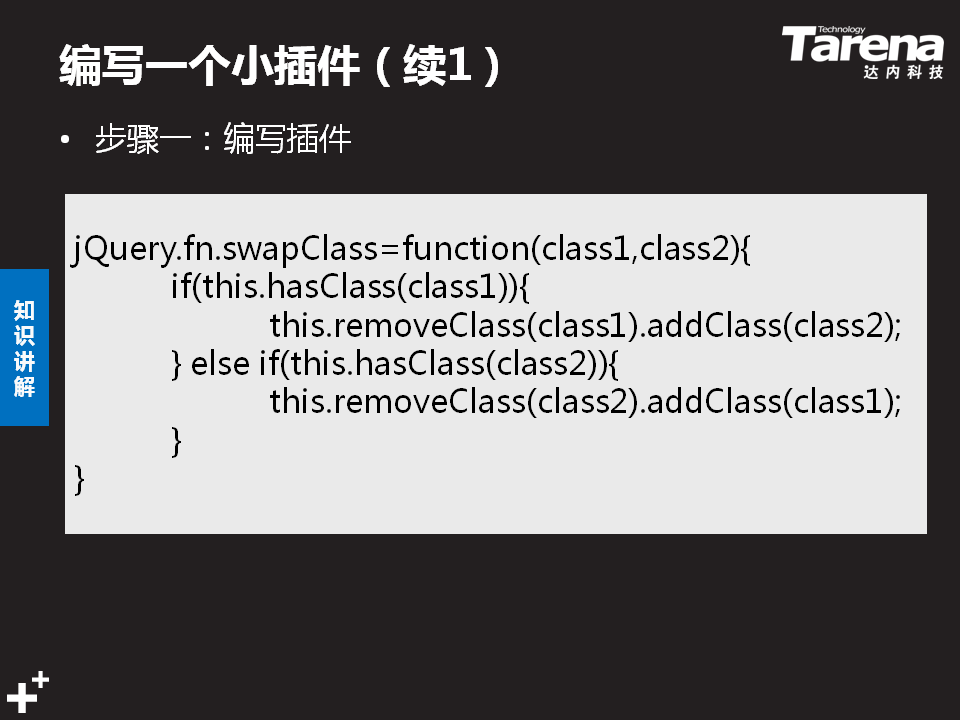 编写一个小插件（续1）
Technology
Tarena
达内科技
• 步骤一：编写插件
jQuery.fn.swapClass=function(class1,class2){
if(this.hasClass(class1)){
this.removeClass(class1).addClass(class2);
} else if(this.hasClass(class2)){
this.removeClass(class2).addClass(class1);
}
}
知识讲解